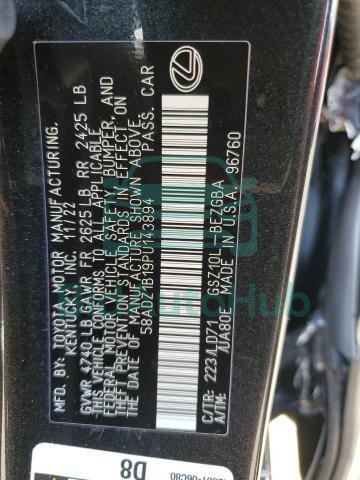 MFD. BY: TOYOTA MOTOR MANUFACTURING
KENTUCKY, INC. 11/22
GVWR 4740 LB GAWR FR 2625 LB RR 2425 LB
THIS VEHICLE CONFORMS TO ALL APPLICABLE
FEDERAL MOTOR VEHICLE SAFETY, BUMPER, AND
THEFT PREVENTION STANDARDS IN EFFECT ON
THE DATE OF MANUFACTURE SHOWN ABOVE.
58ADZ1B19PU143894 PASS. CAR
C/TR: 223/LD71 GSZ10L-BEZGBA
A/TM: /UA80E MADE IN U.S.A. 96760
AutoHub
D8